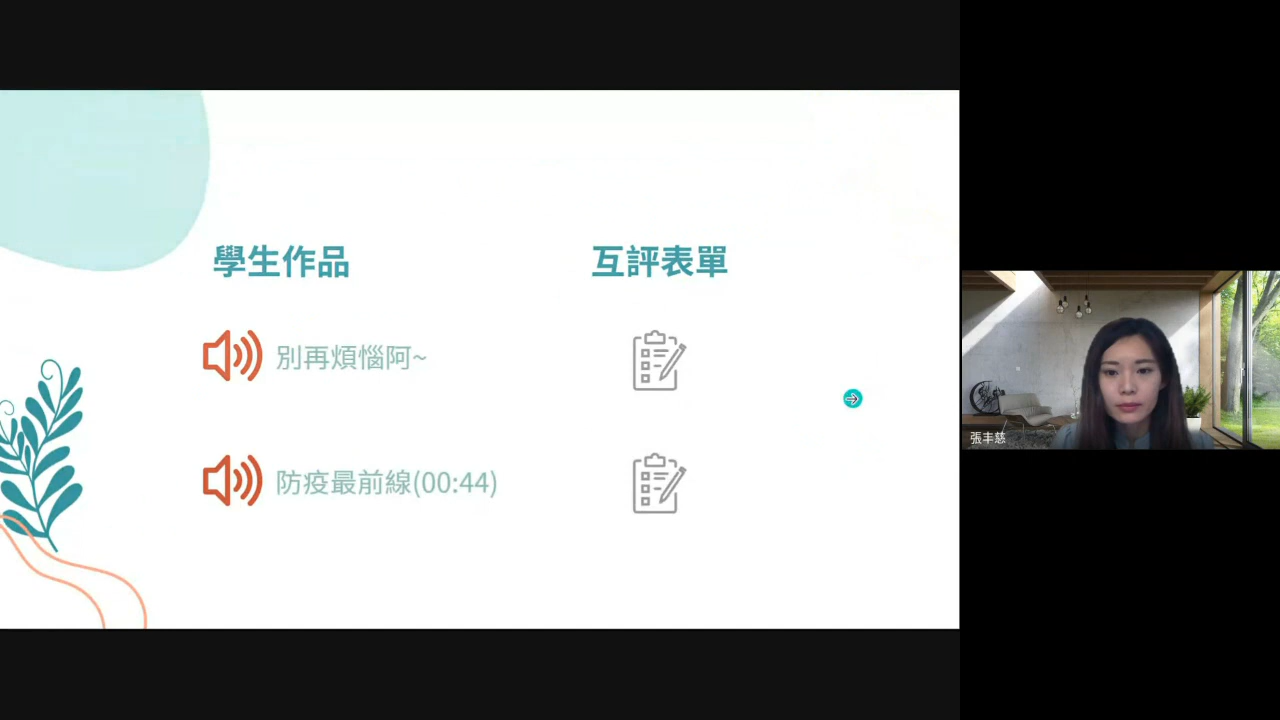 學生作品
互評表單
別再煩惱阿~
防疫最前線(00:44)
張丰慈